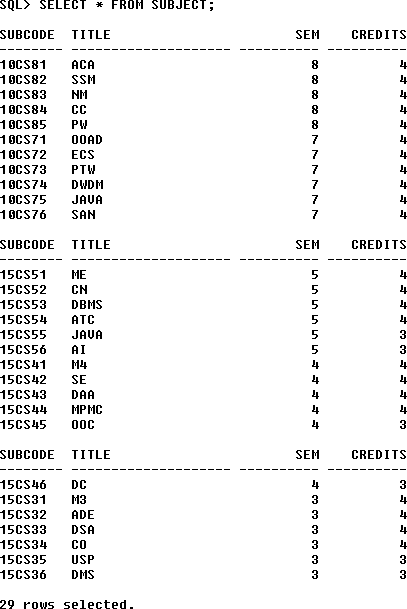 SQL> SELECT * FROM SUBJECT;
SUBCODE TITLE SEM CREDITS
-------- -------------------- ---------- ----------
10CS81 ACA 8 4
10CS82 SSM 8 4
10CS83 NM 8 4
10CS84 CC 8 4
10CS85 PW 8 4
10CS71 OOAD 7 4
10CS72 ECS 7 4
10CS73 PTW 7 4
10CS74 DWDM 7 4
10CS75 JAVA 7 4
10CS76 SAN 7 4
SUBCODE TITLE SEM CREDITS
-------- -------------------- ---------- ----------
15CS51 ME 5 4
15CS52 CN 5 4
15CS53 DBMS 5 4
15CS54 ATC 5 4
15CS55 JAVA 5 3
15CS56 AI 5 3
15CS41 M4 4 4
15CS42 SE 4 4
15CS43 DAA 4 4
15CS44 MPMC 4 4
15CS45 OOC 4 3
SUBCODE TITLE SEM CREDITS
-------- -------------------- ---------- ----------
15CS46 DC 4 3
15CS31 M3 3 4
15CS32 ADE 3 4
15CS33 DSA 3 4
15CS34 CO 3 4
15CS35 USP 3 3
15CS36 DMS 3 3
29 rows selected.